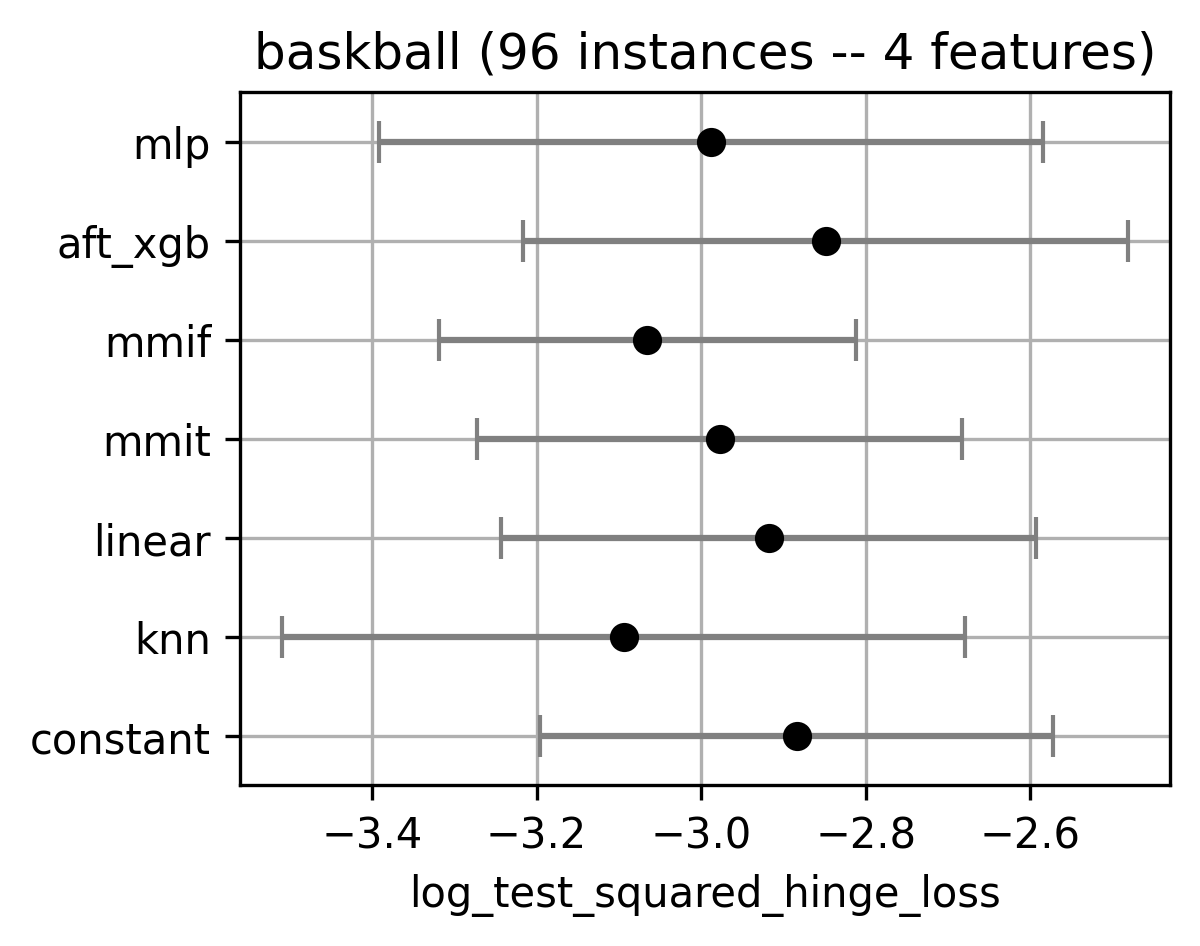 baskball (96 instances -- 4 features)
mlp
aft_xgb
mmif
mmit
linear
knn
constant
−3.4 −3.2 −3.0 −2.8 −2.6
log_test_squared_hinge_loss